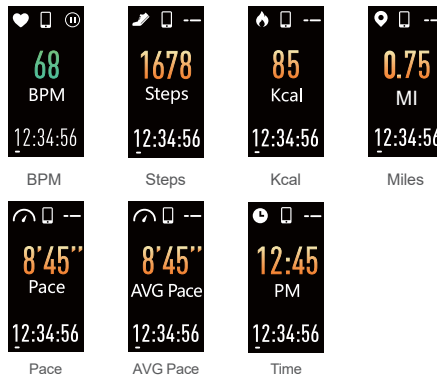 --
--
--
68
1678
85
0.75
BPM
Steps
Kcal
MI
12:34:56
12:34:56
12:34:56
12:34:56
BPM
Steps
Kcal
Miles
--
--
--
8'45"
8'45"
12:45
Pace
AVG Pace
PM
12:34:56
12:34:56
12:34:56
Pace
AVG Pace
Time